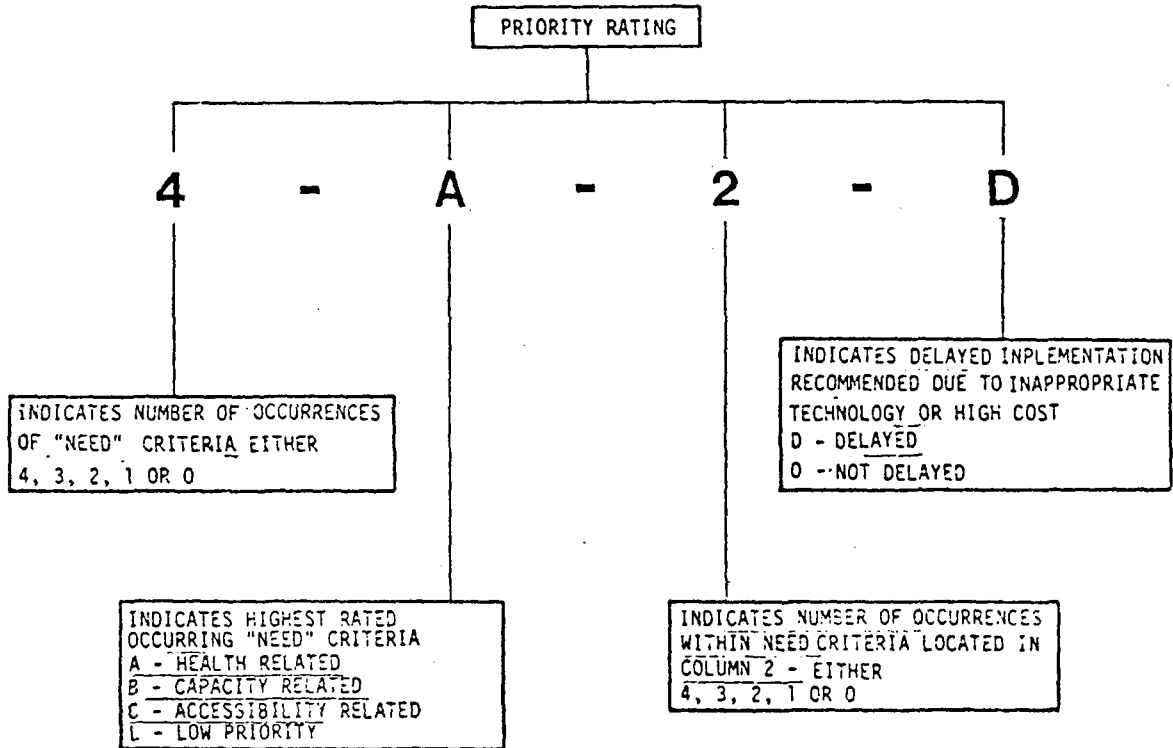 PRIORITY RATING
4 - A - 2 - D
INDICATES DELAYED INPLEMENTATION
RECOMMENDED DUE TO INAPPROPRIATE
TECHNOLOGY OR HIGH COST
D - DELAYED
O - NOT DELAYED
INDICATES NUMBER OF OCCURRENCES
OF "NEED" CRITERIA EITHER
4, 3, 2, 1 OR 0
INDICATES HIGHEST RATED
OCCURRING "NEED" CRITERIA
A - HEALTH RELATED
B - CAPACITY RELATED
C - ACCESSIBILITY RELATED
L - LOW PRIORITY
INDICATES NUMBER OF OCCURRENCES
WITHIN NEED CRITERIA LOCATED IN
COLUMN 2 - EITHER
4, 3, 2, 1 OR 0